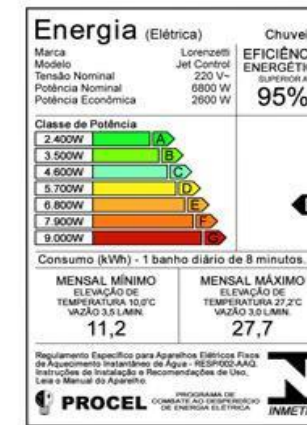 Energia (Elétrica)
Chuvei
Marca Lorenzetti
Modelo Jet Control
Tensão Nominal 220 V~
Potência Nominal 6800 W
Potência Econômica 2600 W
EFICIÊNC
ENERGÉTIC
SUPERIOR A
95%
Classe de Potência
2.400W A
3.500W B
4.600W C
5.700W D
6.800W E
7.900W F
9.000W G
Consumo (kWh) - 1 banho diário de 8 minutos.
MENSAL MÍNIMO
ELEVAÇÃO DE
TEMPERATURA 10,0°C
VAZÃO 3,5 L/MIN.
11,2
MENSAL MÁXIMO
ELEVAÇÃO DE
TEMPERATURA 27,2°C
VAZÃO 3,0 L/MIN.
27,7
Regulamento Específico para Aparelhos Elétricos Fixos
de Aquecimento Instantâneo de Água - RESP/002-AAQ.
Instruções de Instalação e Recomendações de Uso,
Leia o Manual do Aparelho.
PROCEL
PROGRAMA DE
COMBATE AO DESPERDÍCIO
DE ENERGIA ELÉTRICA
INME